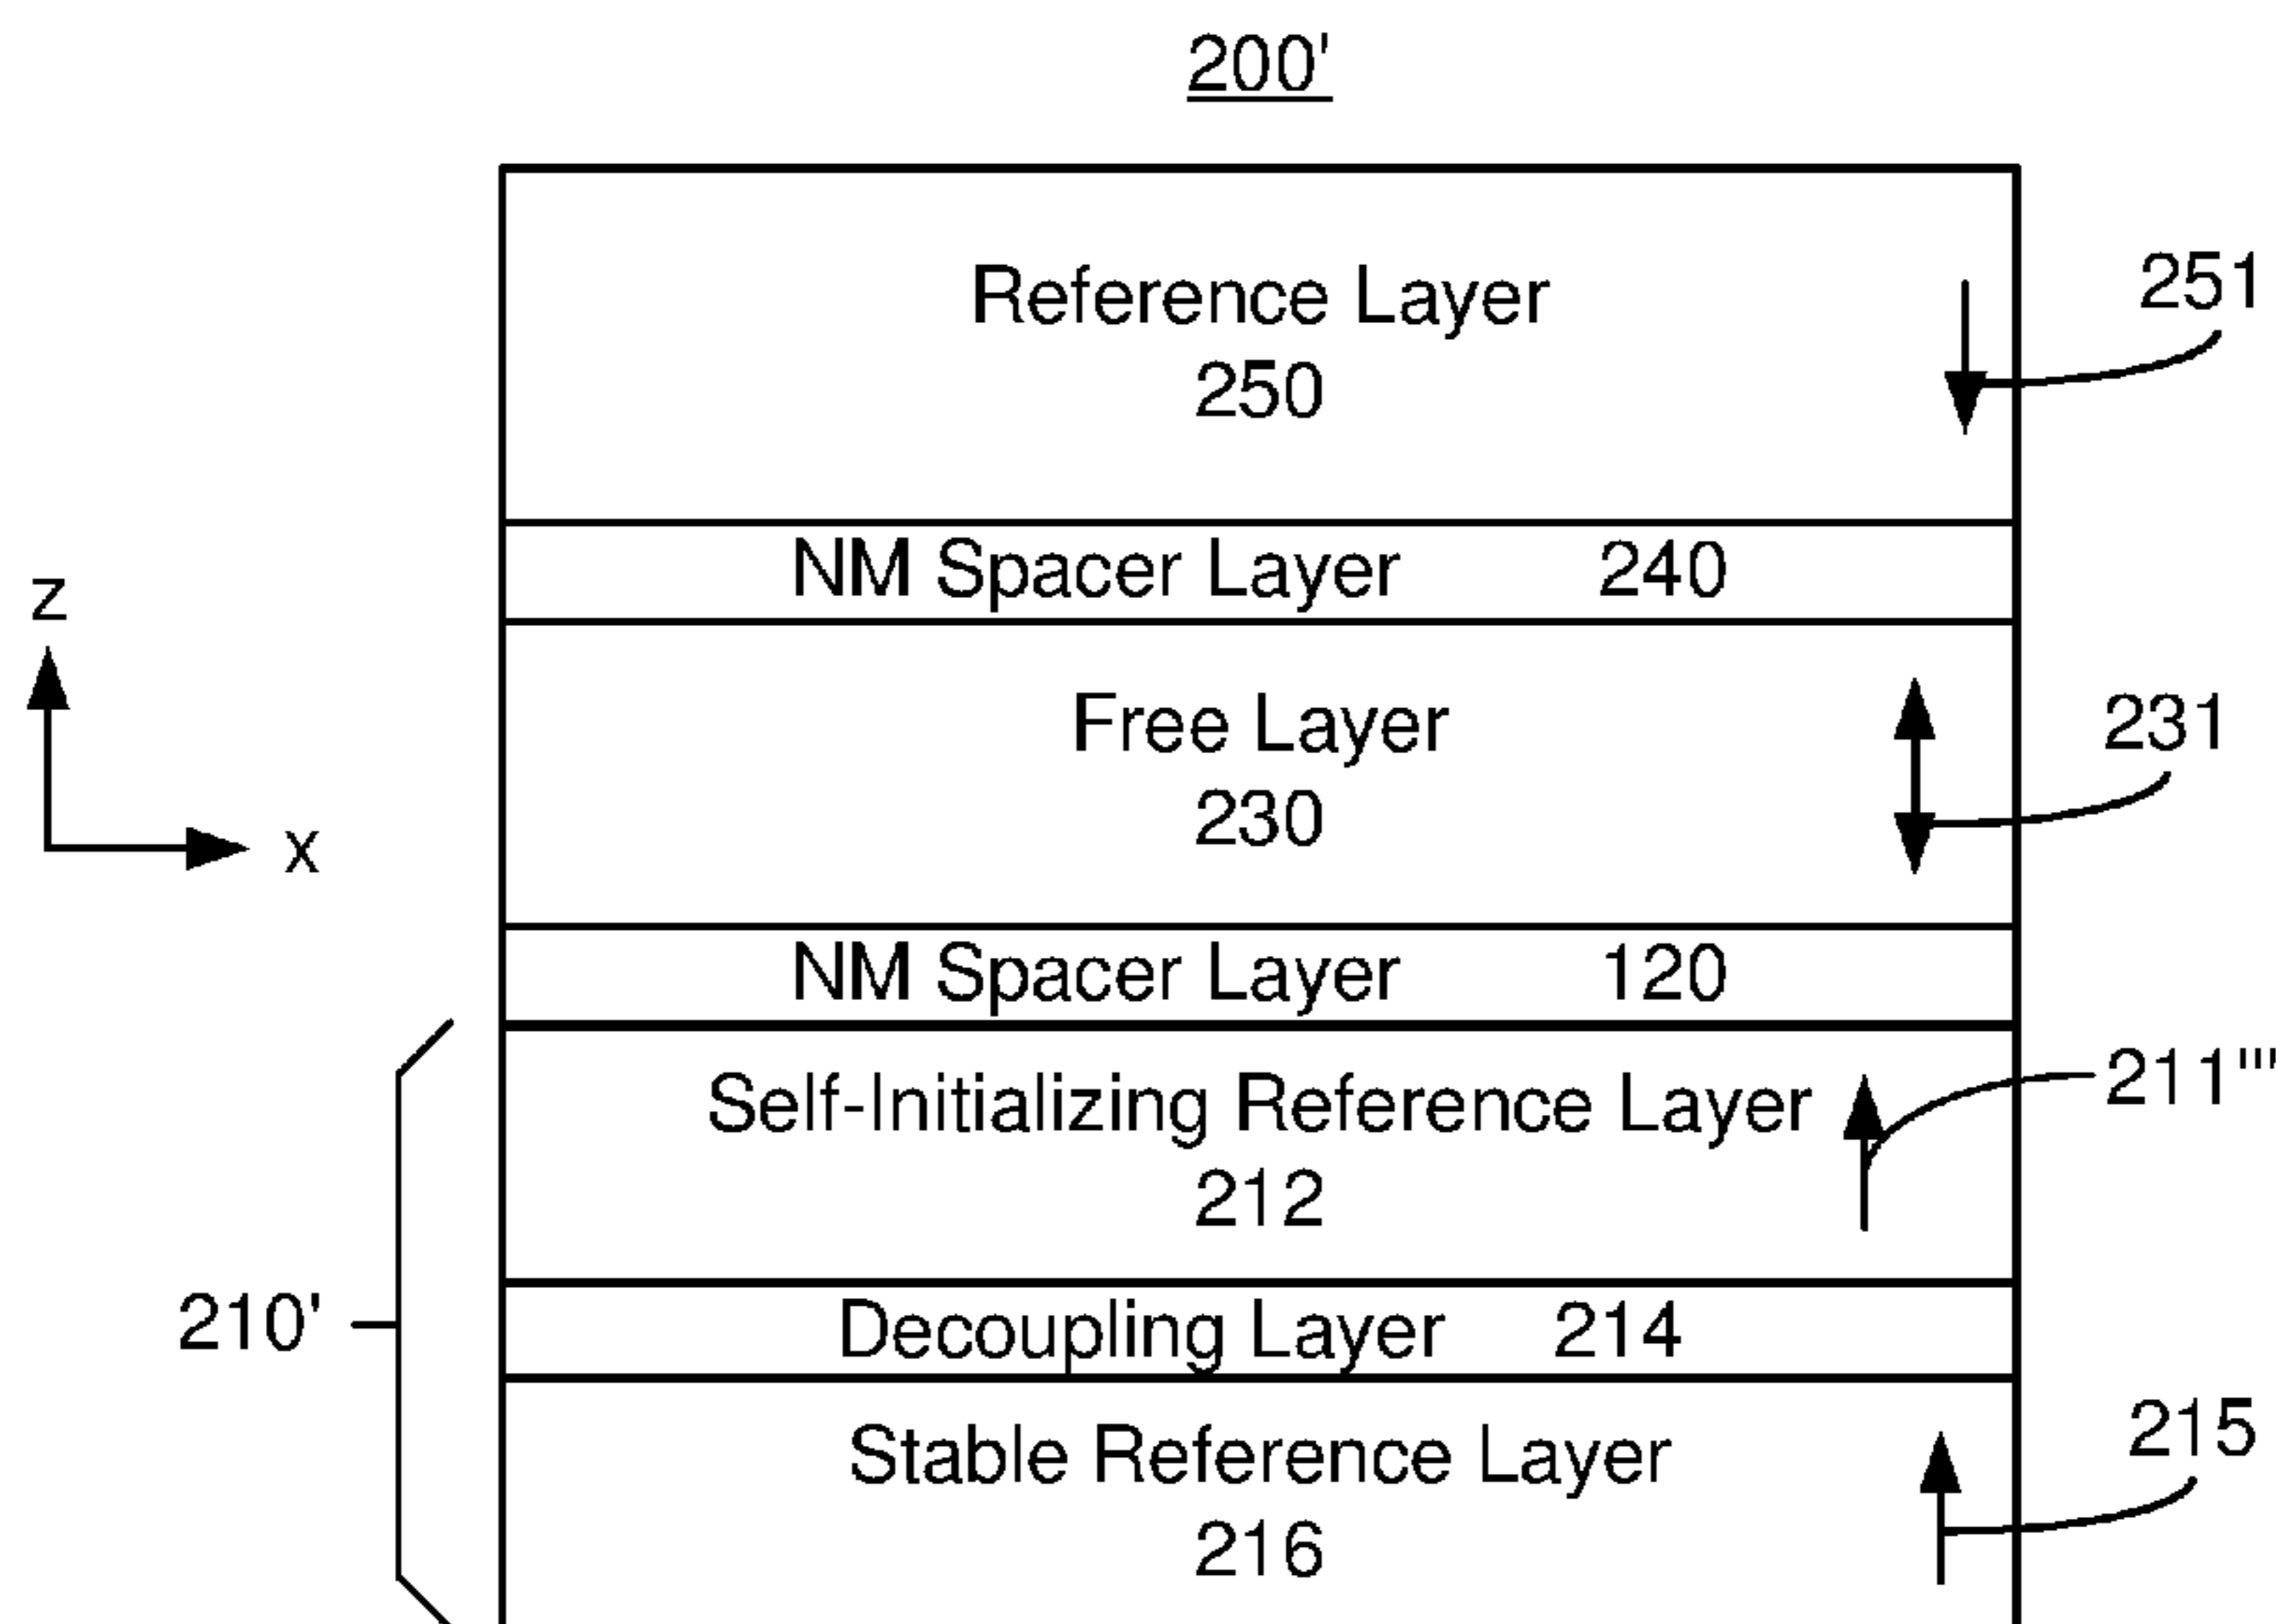 200'
Reference Layer
250
251
NM Spacer Layer 240
z
x
Free Layer
230
231
NM Spacer Layer 120
Self-Initializing Reference Layer
212
211'''
210'
Decoupling Layer 214
Stable Reference Layer
216
215